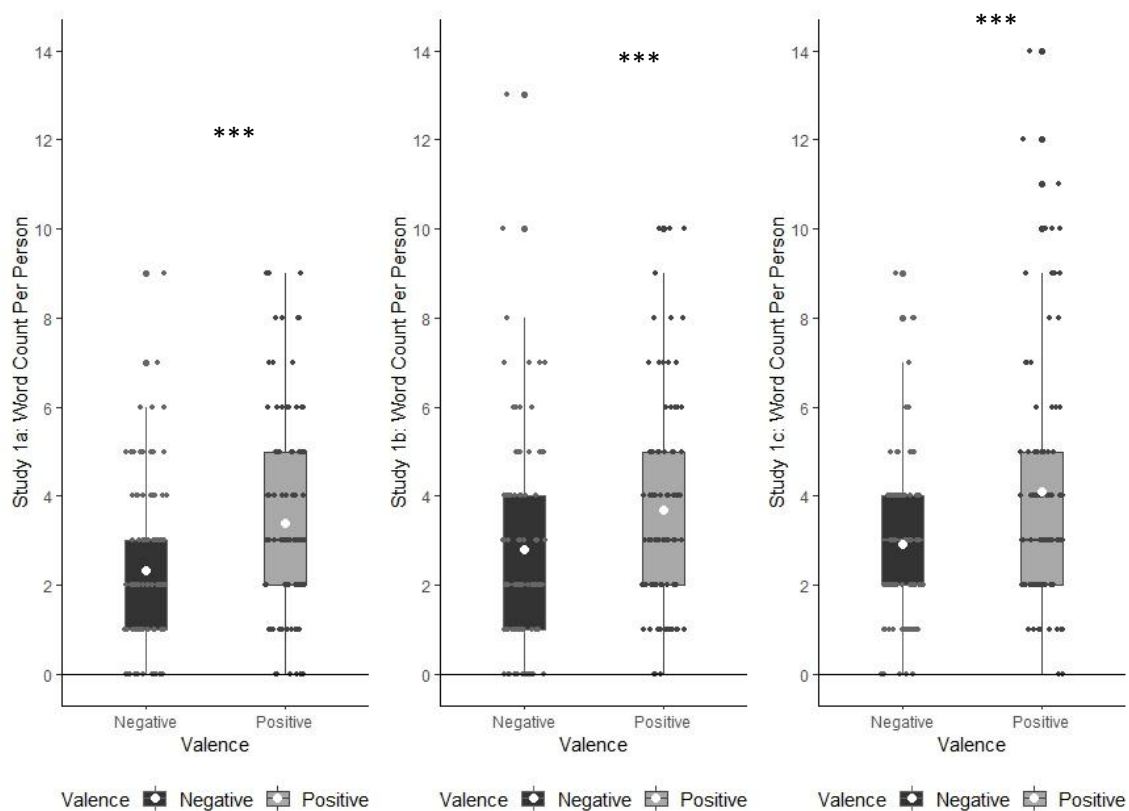 Study 1a: Word Count Per Person
14
12
10
8
6
4
2
0
***
Negative
Positive
Valence
Valence Negative Positive
Study 1b: Word Count Per Person
14
12
10
8
6
4
2
0
***
Negative
Positive
Valence
Valence Negative Positive
Study 1c: Word Count Per Person
14
12
10
8
6
4
2
0
***
Negative
Positive
Valence
Valence Negative Positive